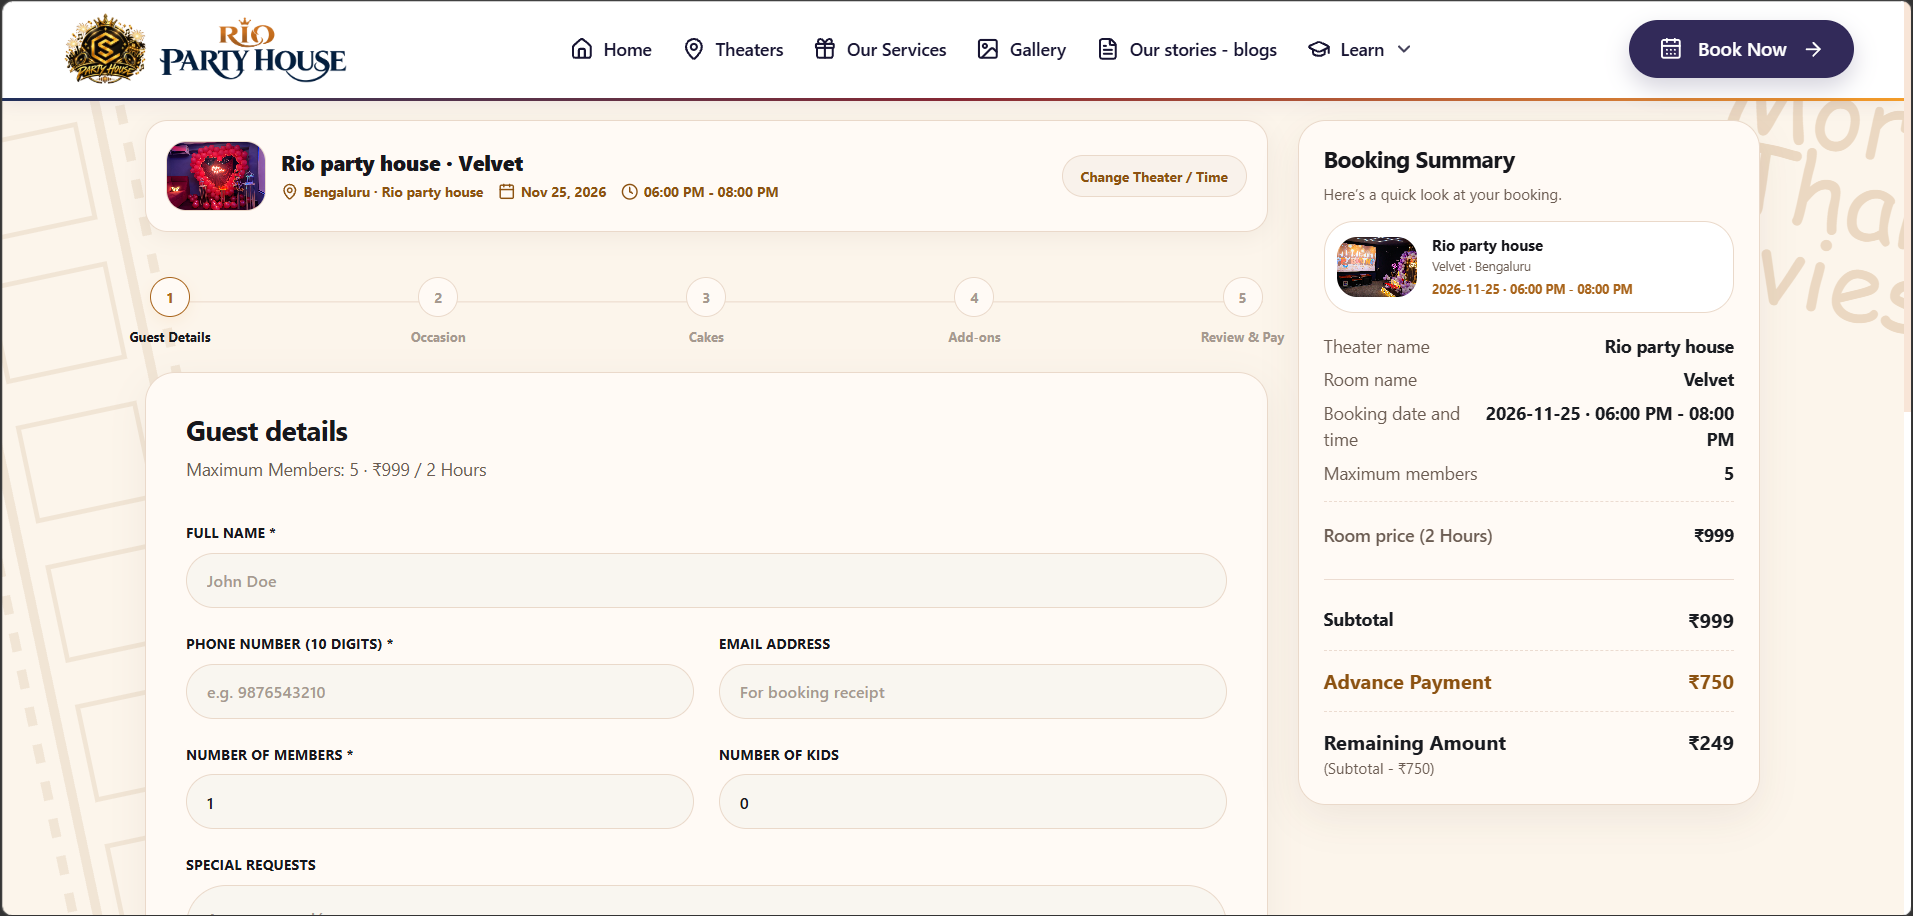 RIO
PARTY HOUSE
PARTY HOUSE
Home
Theaters
Our Services
Gallery
Our stories - blogs
Learn
Book Now
Rio party house · Velvet
Bengaluru · Rio party house
Nov 25, 2026
06:00 PM - 08:00 PM
Change Theater / Time
1
Guest Details
2
Occasion
3
Cakes
4
Add-ons
5
Review & Pay
Guest details
Maximum Members: 5 · ₹999 / 2 Hours
FULL NAME *
John Doe
PHONE NUMBER (10 DIGITS) *
e.g. 9876543210
EMAIL ADDRESS
For booking receipt
NUMBER OF MEMBERS *
1
NUMBER OF KIDS
0
SPECIAL REQUESTS
Booking Summary
Here's a quick look at your booking.
Rio party house
Velvet · Bengaluru
2026-11-25 · 06:00 PM - 08:00 PM
Theater name
Rio party house
Room name
Velvet
Booking date and
time
2026-11-25 · 06:00 PM - 08:00
PM
Maximum members
5
Room price (2 Hours)
₹999
Subtotal
₹999
Advance Payment
₹750
Remaining Amount
₹249
(Subtotal - ₹750)